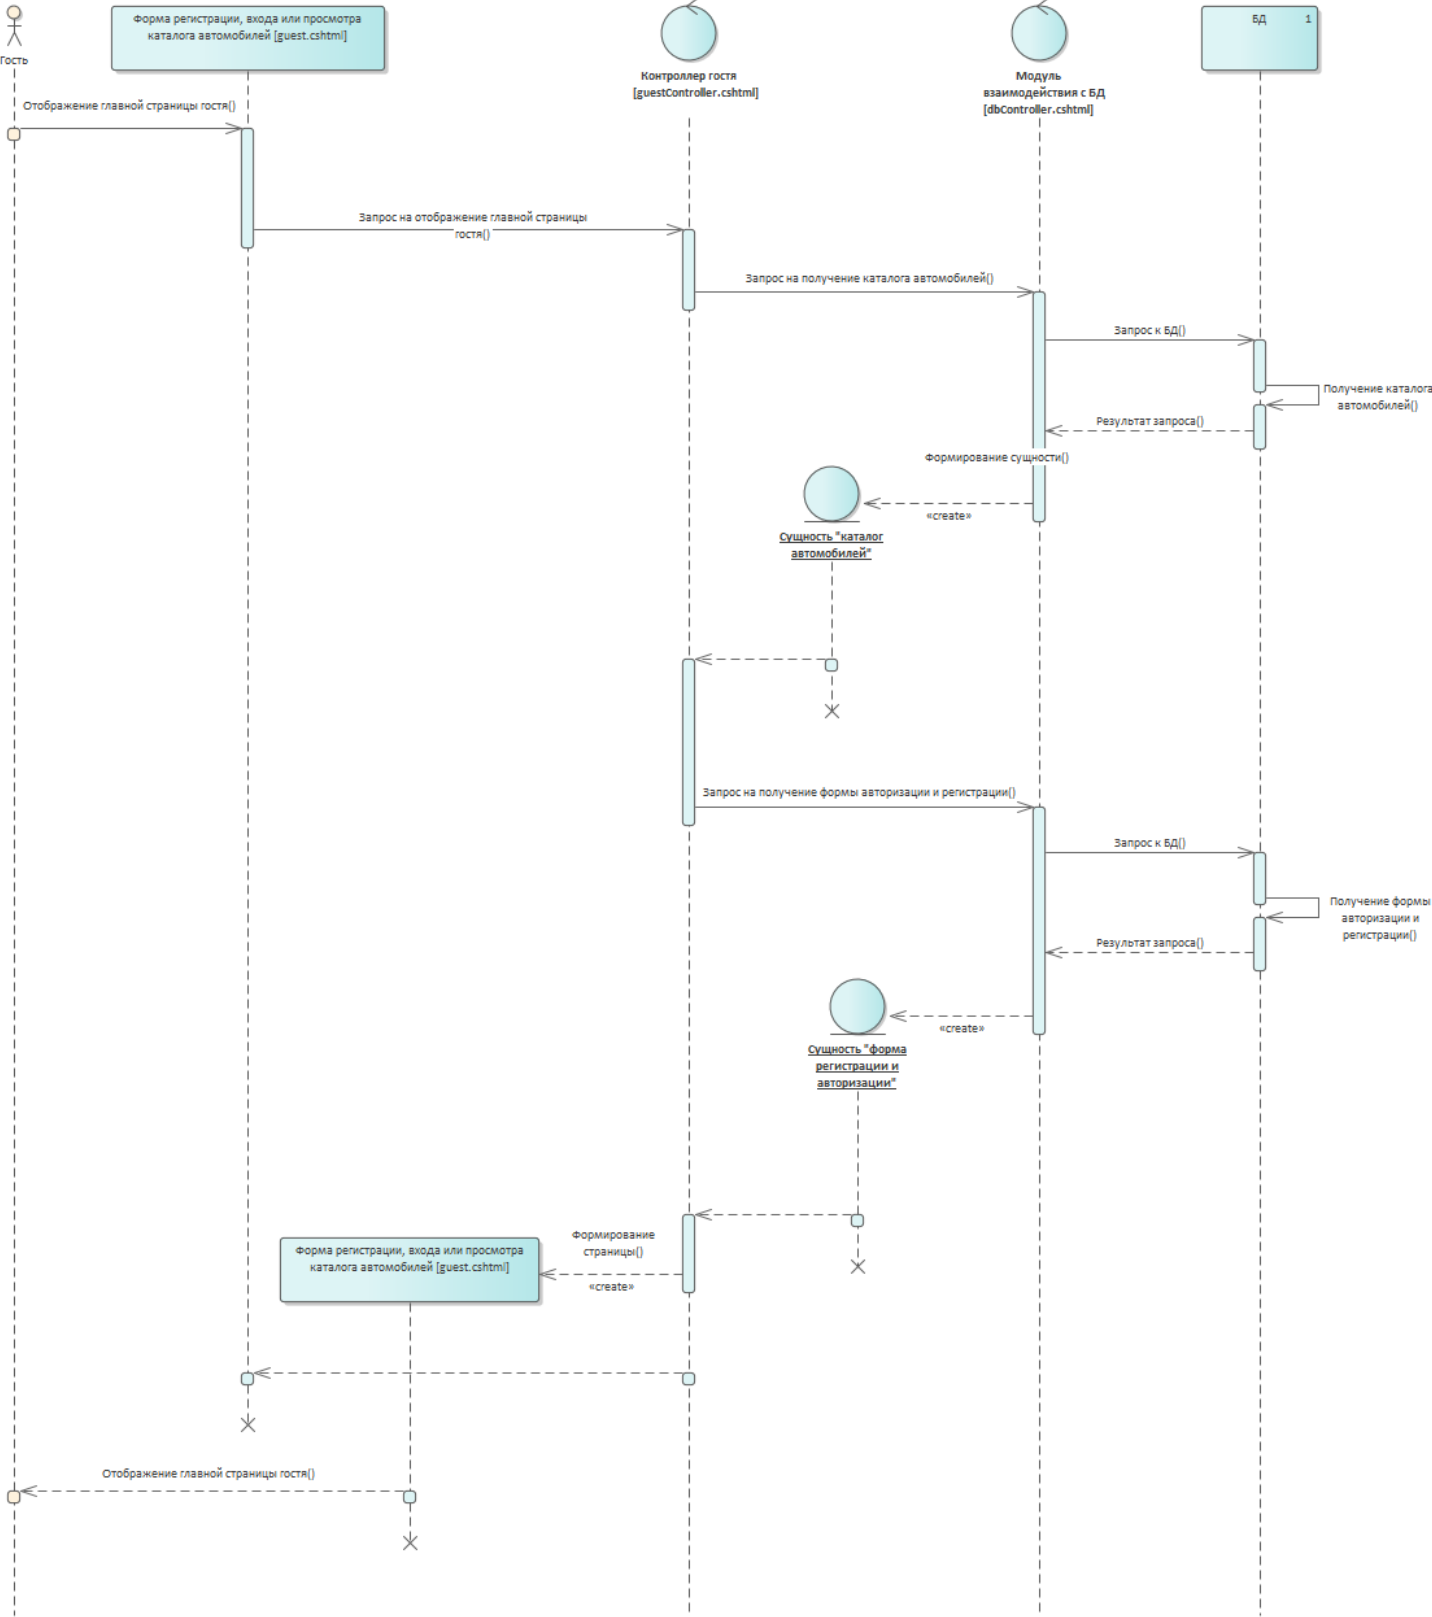 Форма регистрации, входа или просмотра
каталога автомобилей [guest.cshtml]
БД 1
Гость
Контроллер гостя
[guestController.cshtml]
Модуль
взаимодействия с БД
[dbController.cshtml]
Отображение главной страницы гостя()
Запрос на отображение главной страницы
гостя()
Запрос на получение каталога автомобилей()
Запрос к БД()
Получение каталога
автомобилей()
Результат запроса()
Формирование сущности()
«create»
Сущность "каталог
автомобилей"
Запрос на получение формы авторизации и регистрации()
Запрос к БД()
Получение формы
авторизации и
регистрации()
Результат запроса()
«create»
Сущность "форма
регистрации и
авторизации"
Формирование
страницы()
«create»
Форма регистрации, входа или просмотра
каталога автомобилей [guest.cshtml]
Отображение главной страницы гостя()